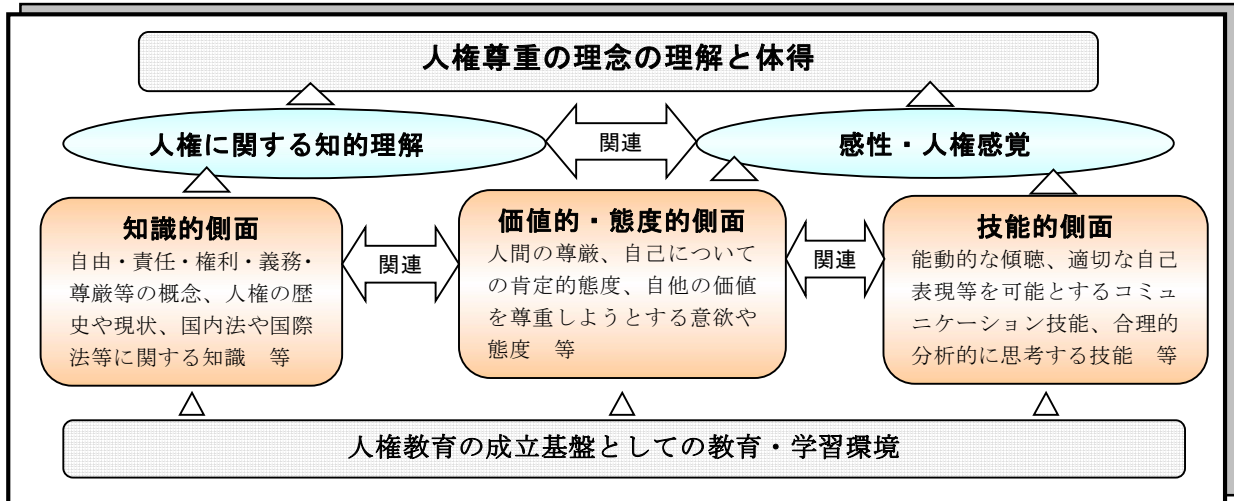 人権尊重の理念の理解と体得
人権に関する知的理解
関連
感性・人権感覚
知識的側面
自由・責任・権利・義務・
尊厳等の概念、人権の歴
史や現状、国内法や国際
法等に関する知識　等
関連
価値的・態度的側面
人間の尊厳、自己について
の肯定的態度、自他の価値
を尊重しようとする意欲や
態度　等
関連
技能的側面
能動的な傾聴、適切な自己
表現等を可能とするコミュ
ニケーション技能、合理的
分析的に思考する技能　等
人権教育の成立基盤としての教育・学習環境